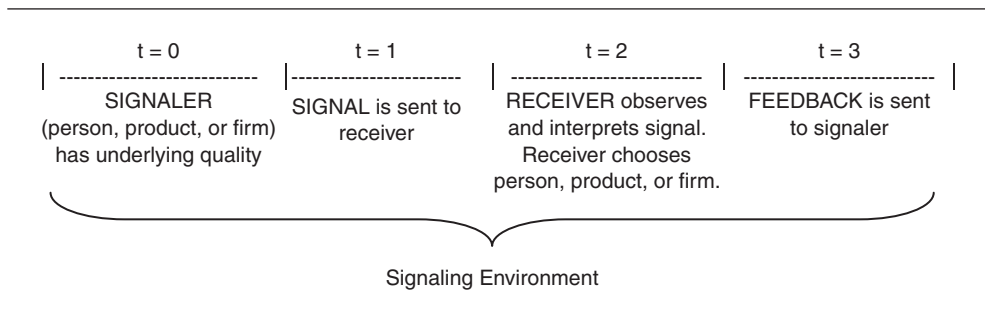 t = 0
t = 1
t = 2
t = 3
SIGNALER
(person, product, or firm)
has underlying quality
SIGNAL is sent to
receiver
RECEIVER observes
and interprets signal.
Receiver chooses
person, product, or firm.
FEEDBACK is sent
to signaler
Signaling Environment